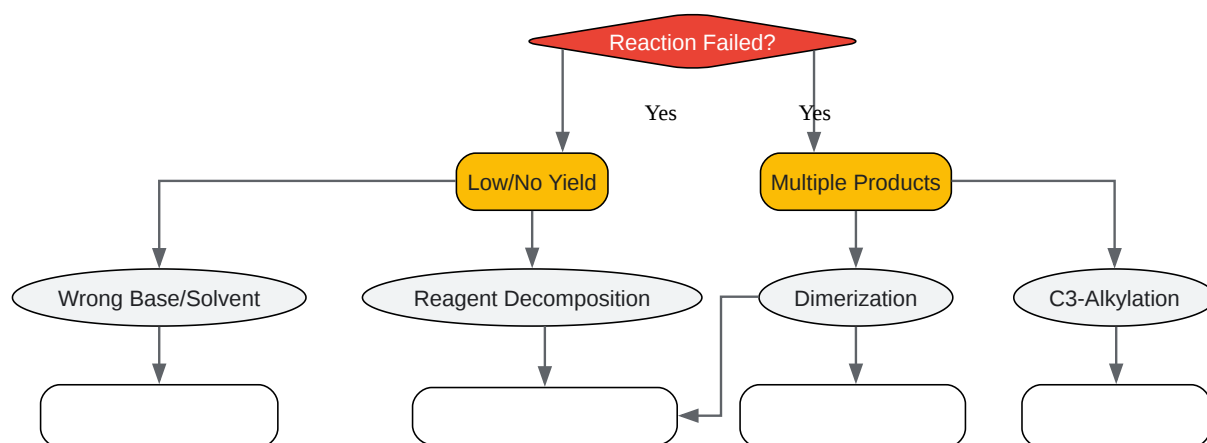 Reaction Failed?
Yes
Yes
Low/No Yield
Multiple Products
Wrong Base/Solvent
Reagent Decomposition
Dimerization
C3-Alkylation